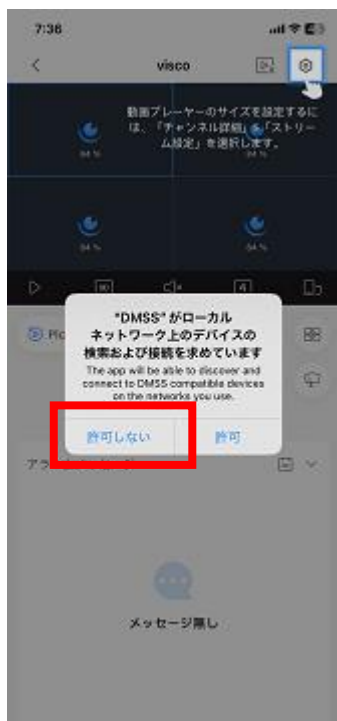 7:36
visco
動画プレーヤーのサイズを設定するに
は、「チャンネル詳細」＞「ストリー
ム設定」を選択します。
94 %
94 %
94 %
94 %
"DMSS"がローカル
ネットワーク上のデバイスの
検索および接続を求めています
The app will be able to discover and
connect to DMSS compatible devices
on the networks you use.
許可しない
許可
メッセージ無し